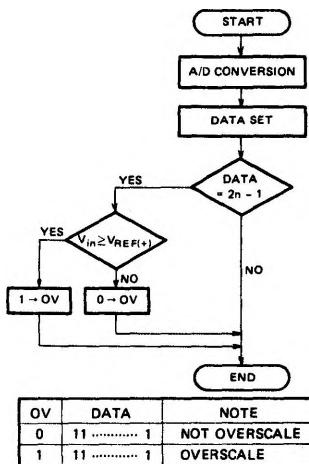 START
A/D CONVERSION
DATA SET
DATA
= 2n - 1
YES
YES
Vin ≥ VREF(+)
NO
NO
1 → OV
0 → OV
END
OV DATA NOTE
0 11 ············ 1 NOT OVERSCALE
1 11 ············ 1 OVERSCALE